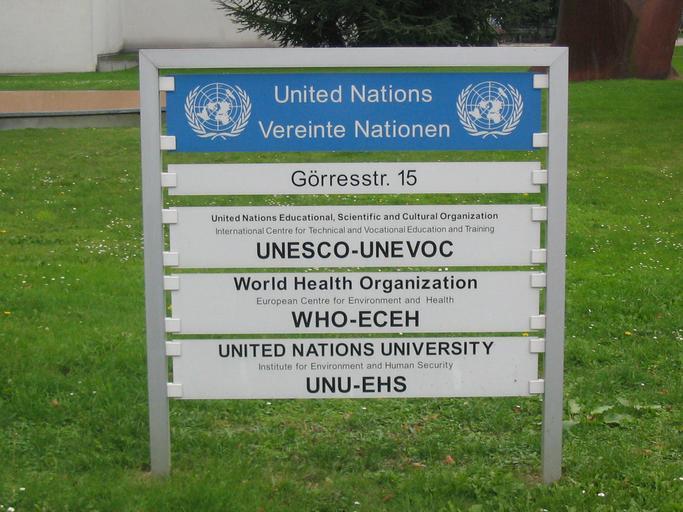 United Nations
Vereinte Nationen
Görresstr. 15
United Nations Educational, Scientific and Cultural Organization
International Centre for Technical and Vocational Education and Training
UNESCO-UNEVOC
World Health Organization
European Centre for Environment and Health
WHO-ECEH
UNITED NATIONS UNIVERSITY
Institute for Environment and Human Security
UNU-EHS